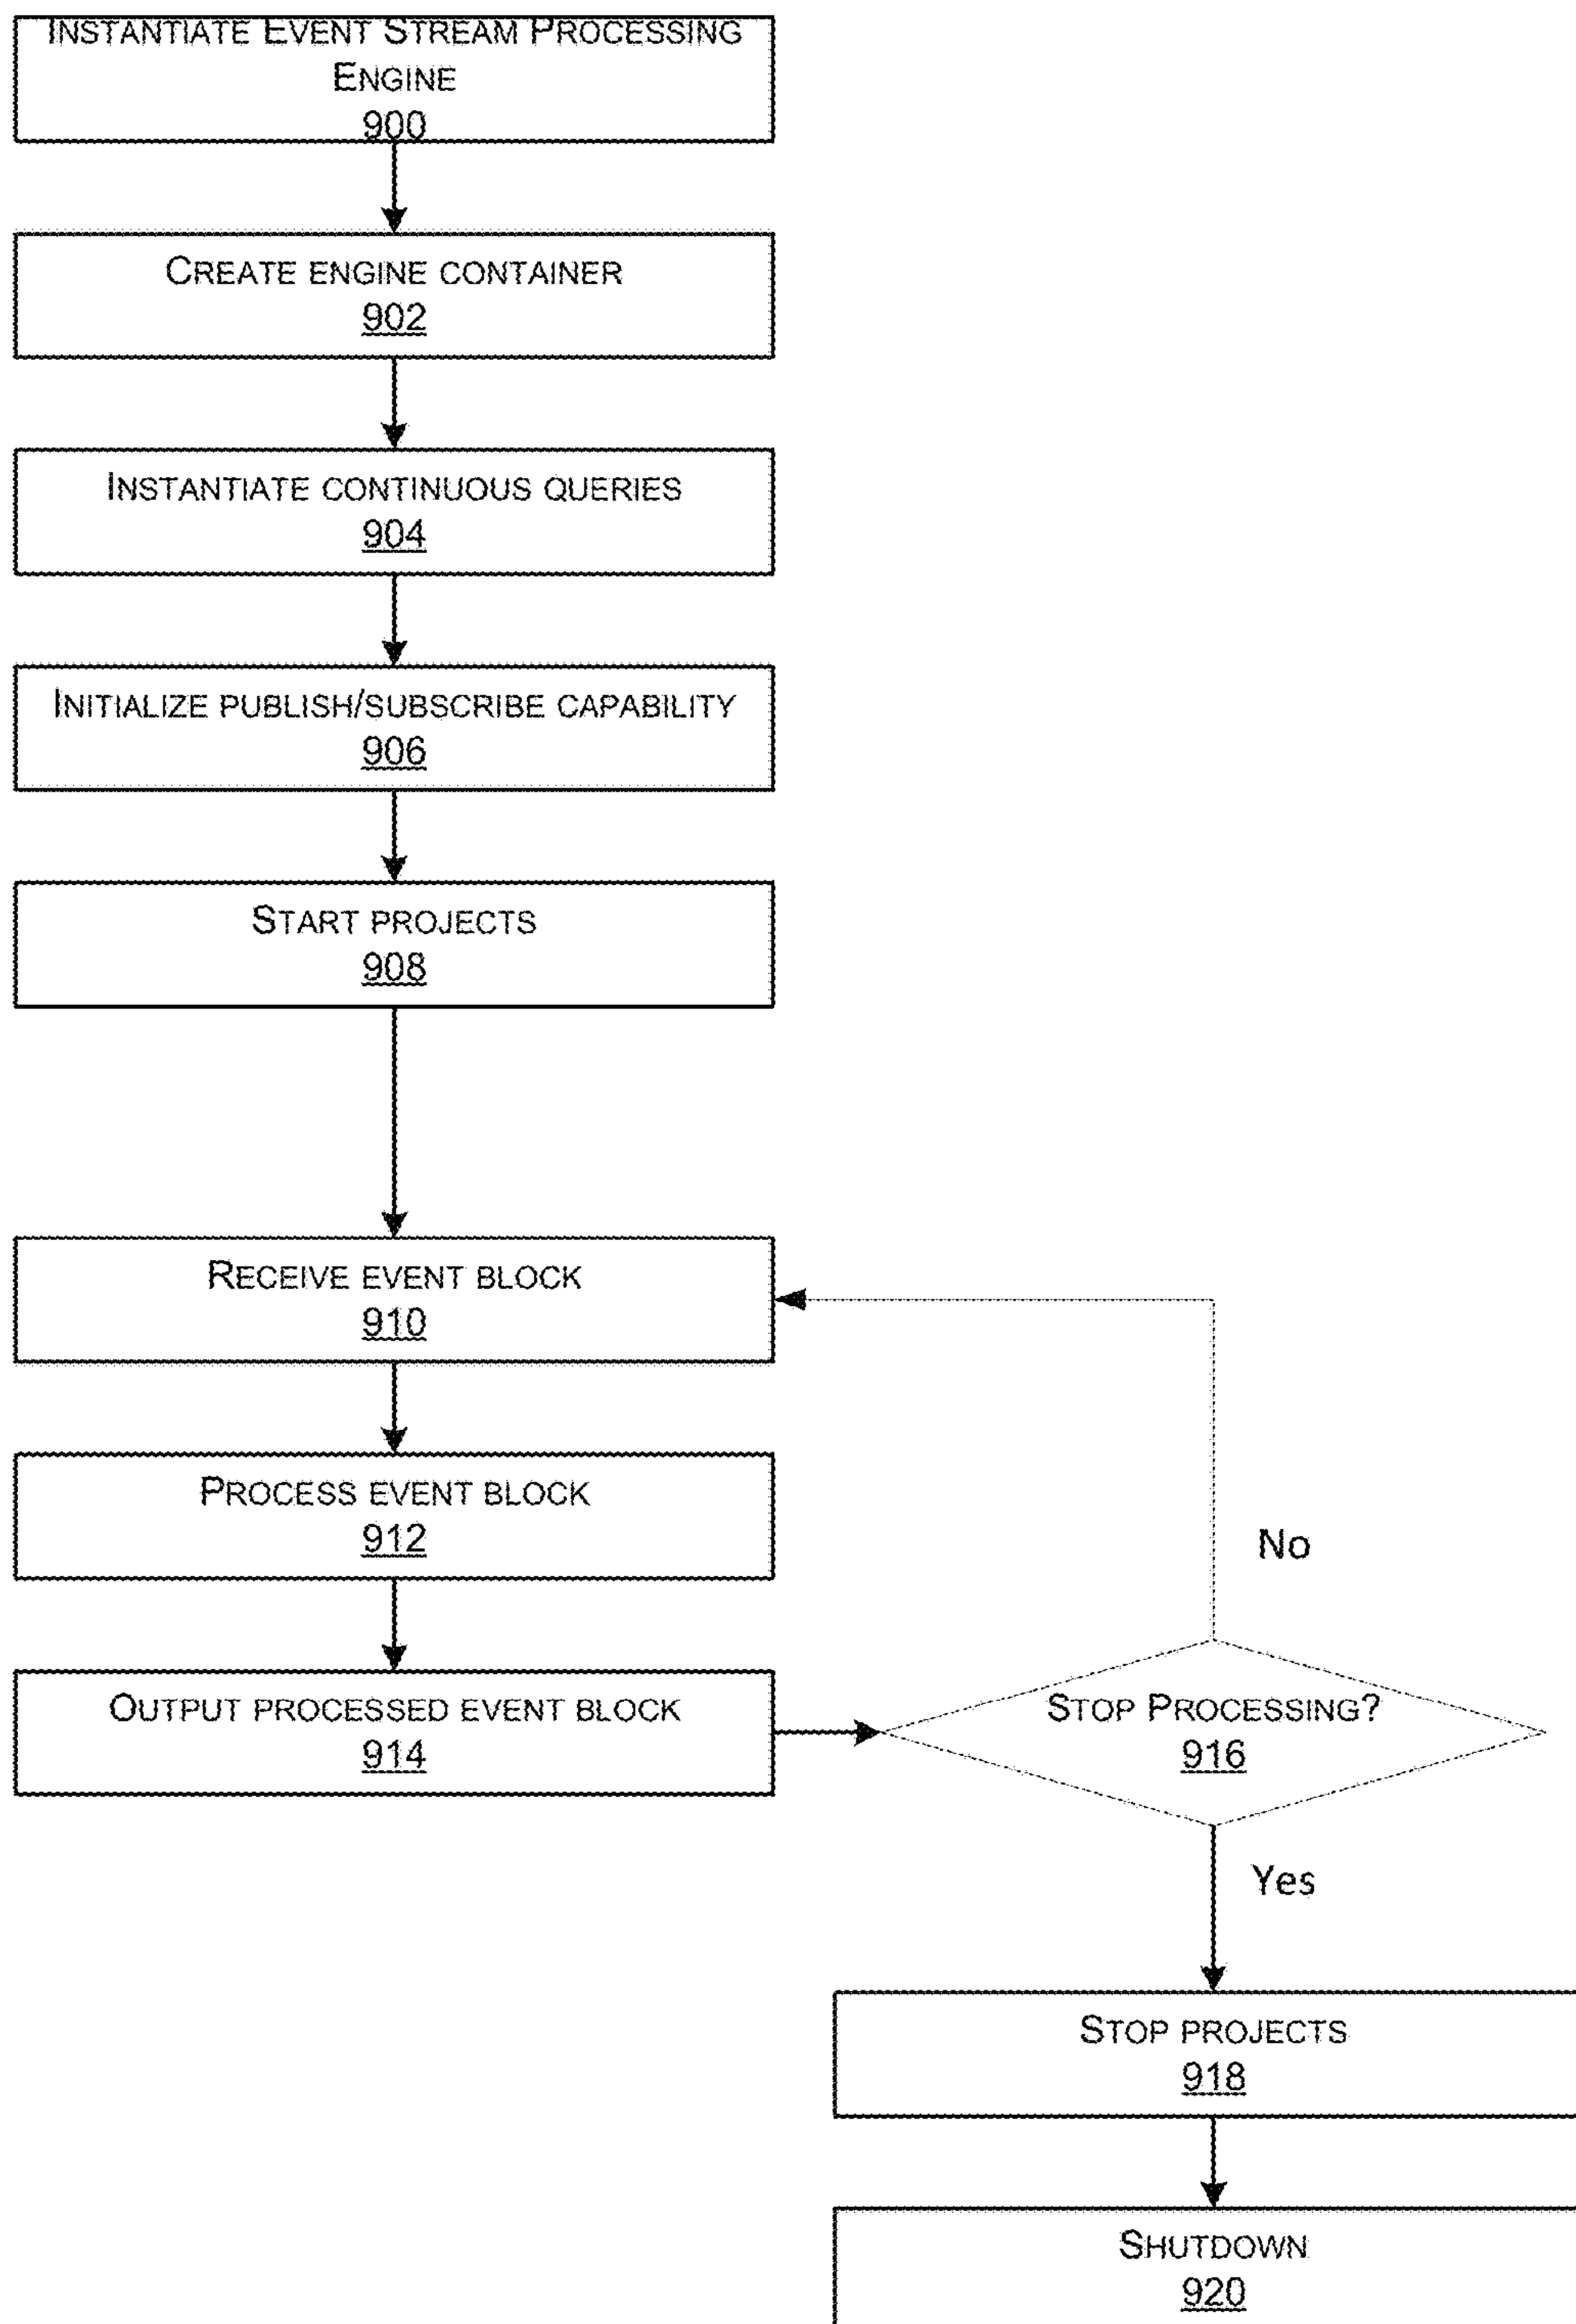 INSTANTIATE EVENT STREAM PROCESSING
ENGINE
900
CREATE ENGINE CONTAINER
902
INSTANTIATE CONTINUOUS QUERIES
904
INITIALIZE PUBLISH/SUBSCRIBE CAPABILITY
906
START PROJECTS
908
RECEIVE EVENT BLOCK
910
PROCESS EVENT BLOCK
912
No
OUTPUT PROCESSED EVENT BLOCK
914
STOP PROCESSING?
916
Yes
STOP PROJECTS
918
SHUTDOWN
920